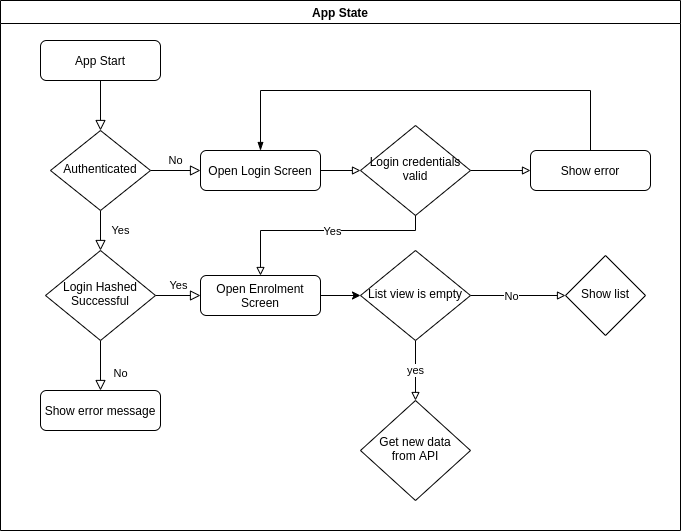 App State
App Start
Authenticated
No
Open Login Screen
Login credentials
valid
Show error
Yes
Yes
Login Hashed
Successful
Yes
Open Enrolment
Screen
List view is empty
No
Show list
No
yes
Show error message
Get new data
from API